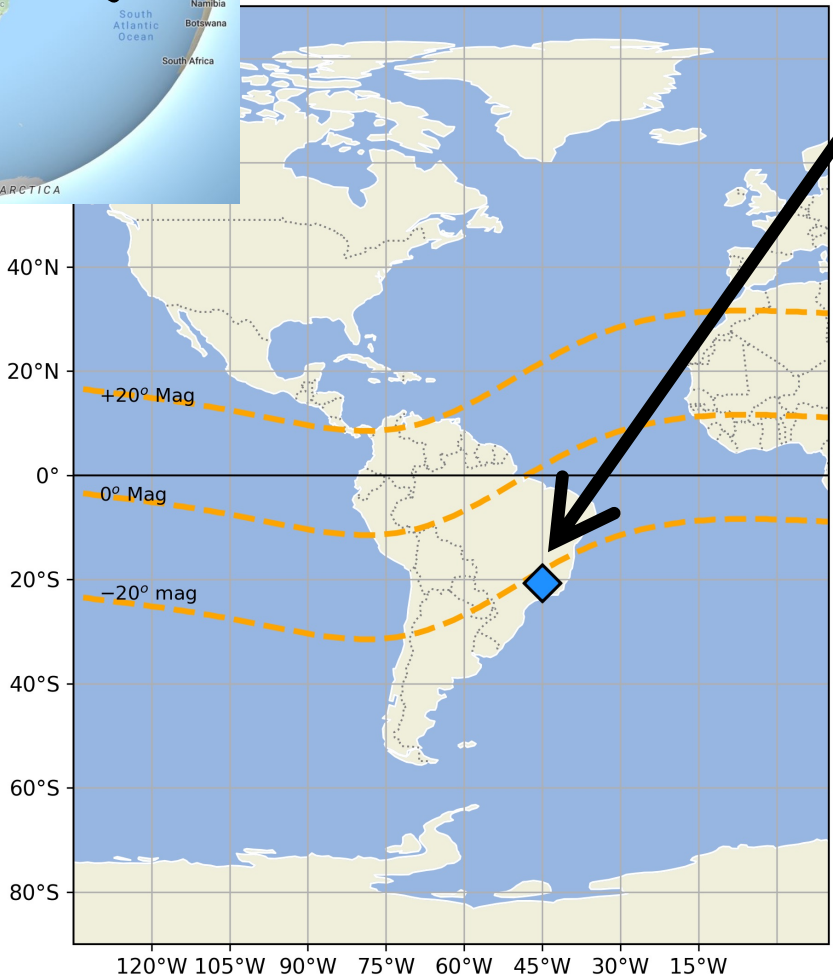 Namibia
South
Atlantic
Ocean
Botswana
South Africa
ARCTICA
40°N
20°N
+20° Mag
0°
0° Mag
20°S
−20° mag
40°S
60°S
80°S
120°W 105°W 90°W 75°W 60°W 45°W 30°W 15°W